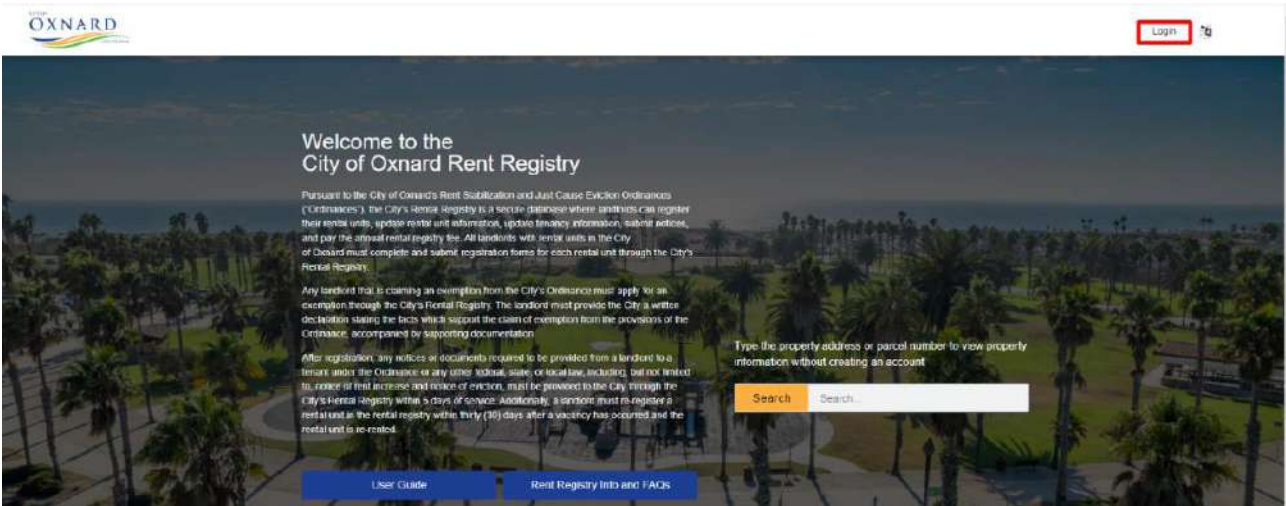 OXNARD
Login
Welcome to the
City of Oxnard Rent Registry
Pursuant to the City of Oxnard's Rent Stabilization and Just Cause Eviction Ordinances
("Ordinances"), the City's Rental Registry is a secure database where landlords can register
their rental units, update rental unit information, update tenancy information, submit notices,
and pay the annual rental registry fee. All landlords with rental units in the City
of Oxnard must complete and submit registration forms for each rental unit through the City's
Rental Registry.
Any landlord that is claiming an exemption from the City's Ordinance must apply for an
exemption through the City's Rental Registry. The landlord must provide the City a written
declaration stating the facts which support the claim of exemption from the provisions of the
Ordinance, accompanied by supporting documentation.
After registration, any notices or documents required to be provided from a landlord to a
tenant under the Ordinance or any other federal, state, or local law, including, but not limited
to, notice of rent increase and notice of eviction, must be provided to the City through the
City's Rental Registry within 5 days of service. Additionally, a landlord must re-register a
rental unit in the rental registry within thirty (30) days after a vacancy has occurred and the
rental unit is re-rented.
Type the property address or parcel number to view property
information without creating an account
Search
Search...
User Guide
Rent Registry Info and FAQs